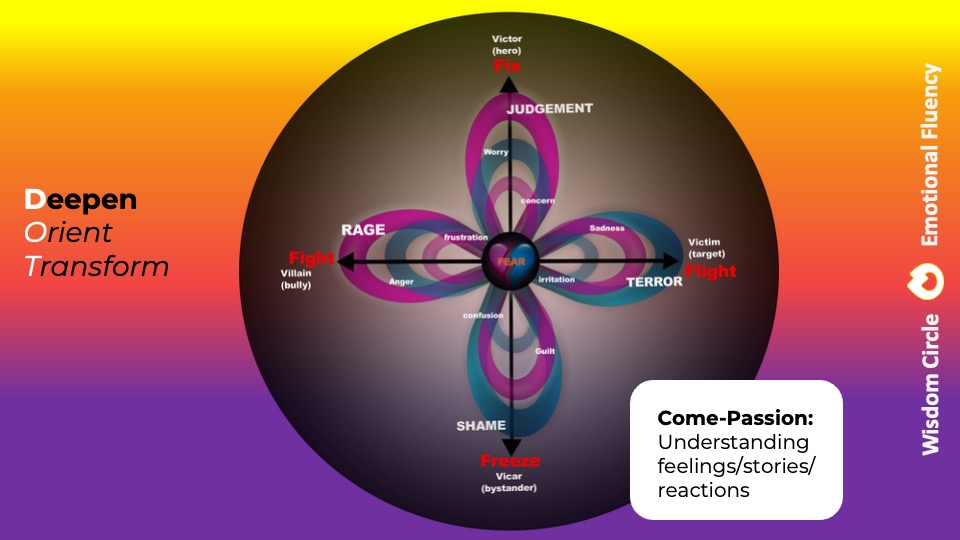 Deepen
Orient
Transform
Victor
(hero)
Fix
JUDGEMENT
Worry
concern
RAGE
frustration
Fight
Villain
(bully)
Anger
FEAR
Sadness
Victim
(target)
Flight
irritation
TERROR
confusion
Guilt
SHAME
Freeze
Vicar
(bystander)
Come-Passion:
Understanding
feelings/stories/
reactions
Wisdom Circle
Emotional Fluency